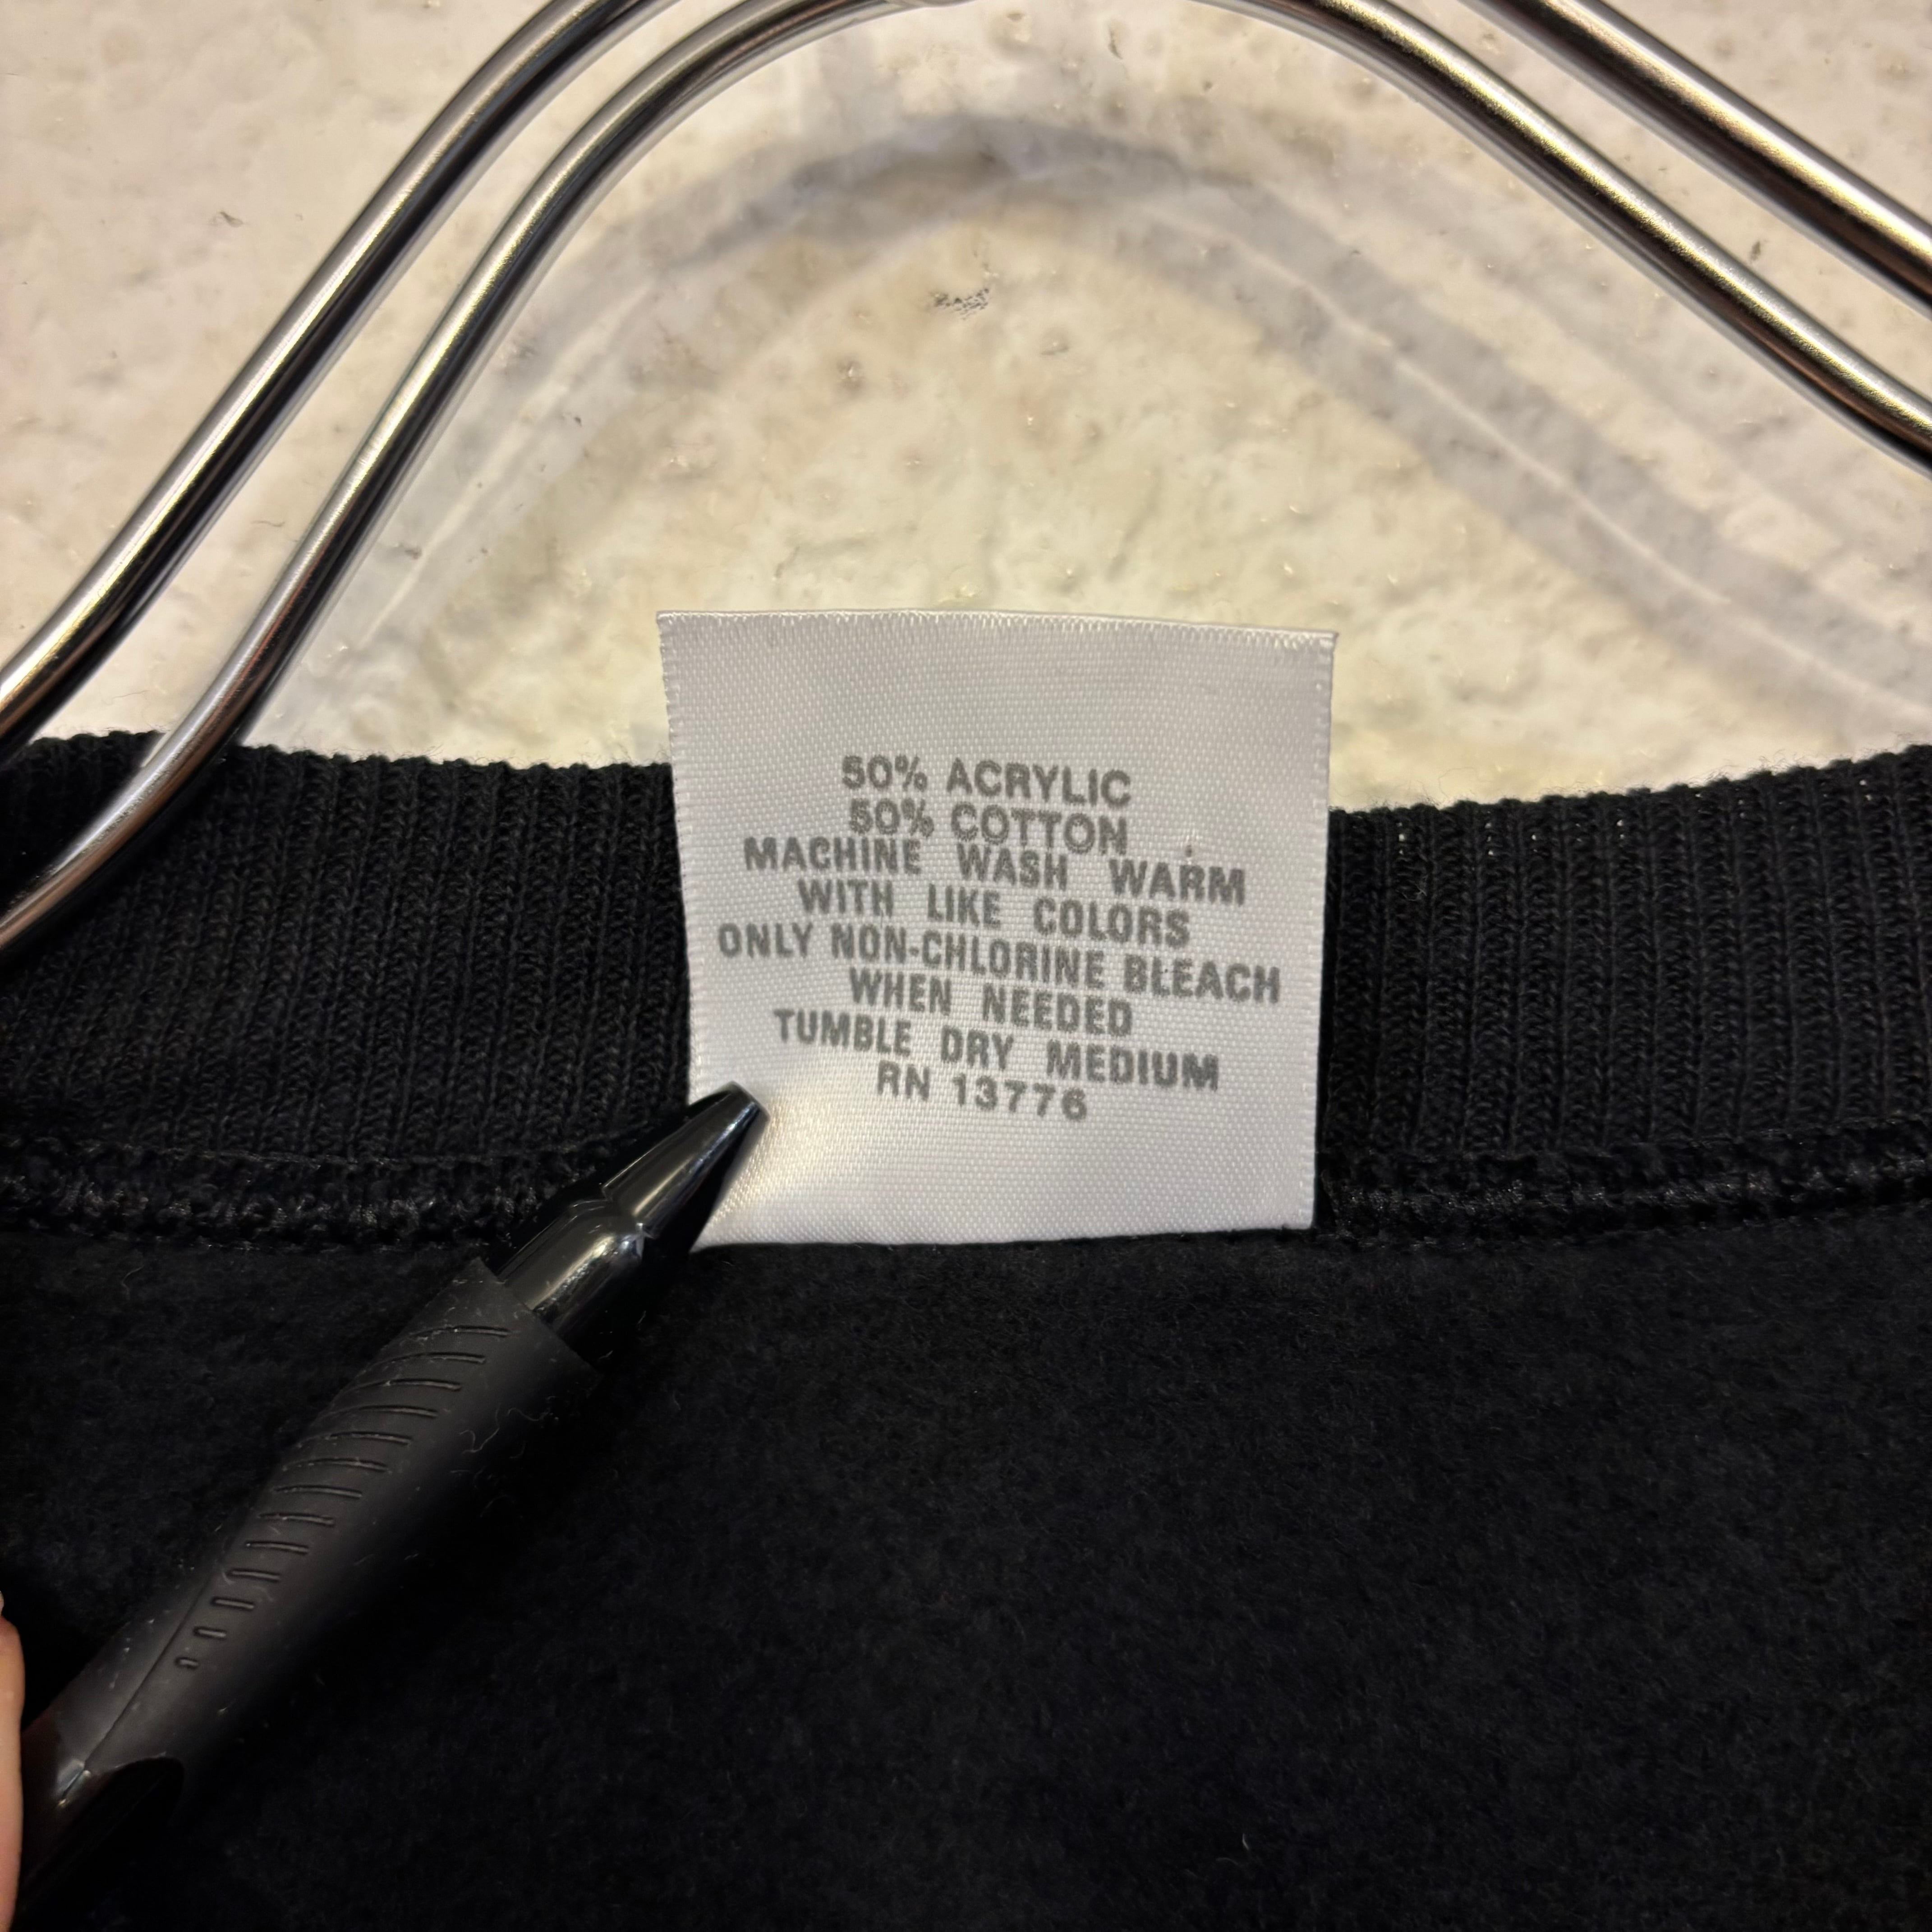 50% ACRYLIC
50% COTTON
MACHINE WASH WARM
WITH LIKE COLORS
ONLY NON-CHLORINE BLEACH
WHEN NEEDED
TUMBLE DRY MEDIUM
RN 13776